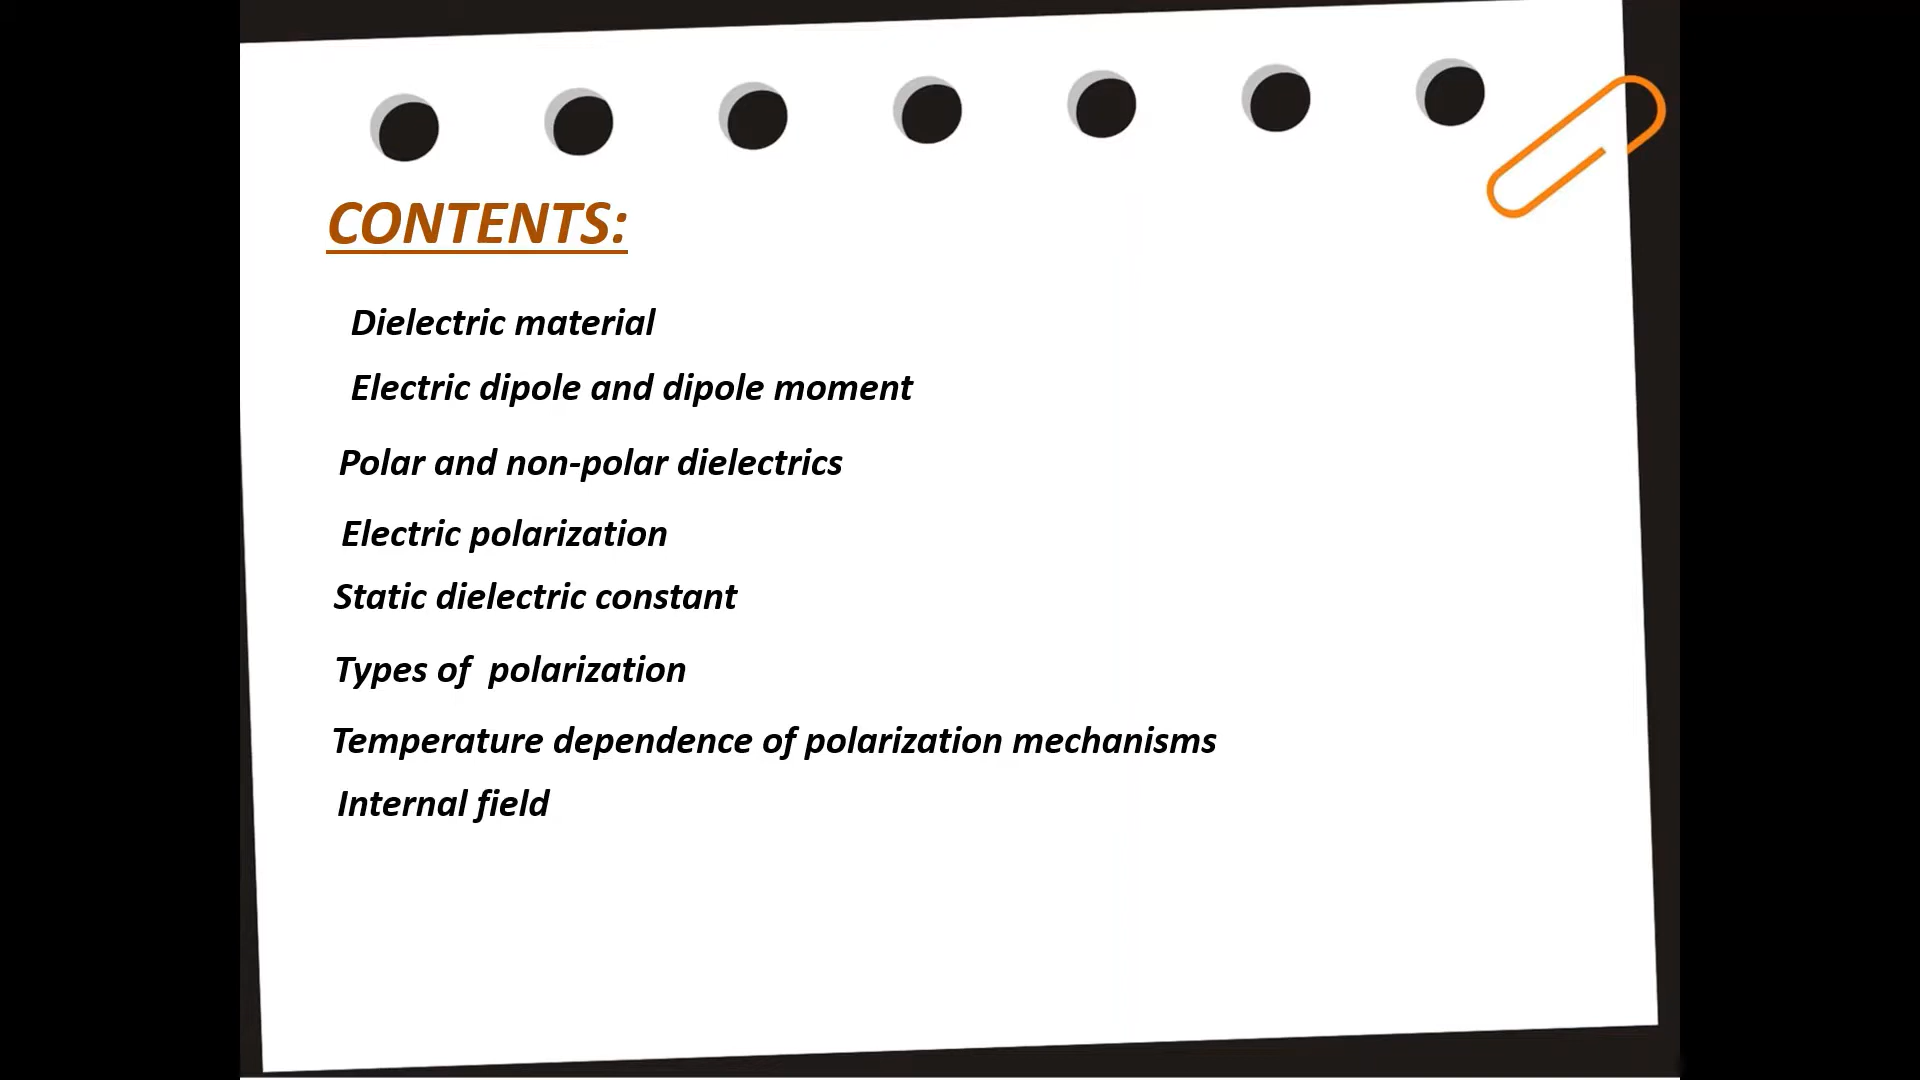 CONTENTS:
Dielectric material
Electric dipole and dipole moment
Polar and non-polar dielectrics
Electric polarization
Static dielectric constant
Types of  polarization
Temperature dependence of polarization mechanisms
Internal field